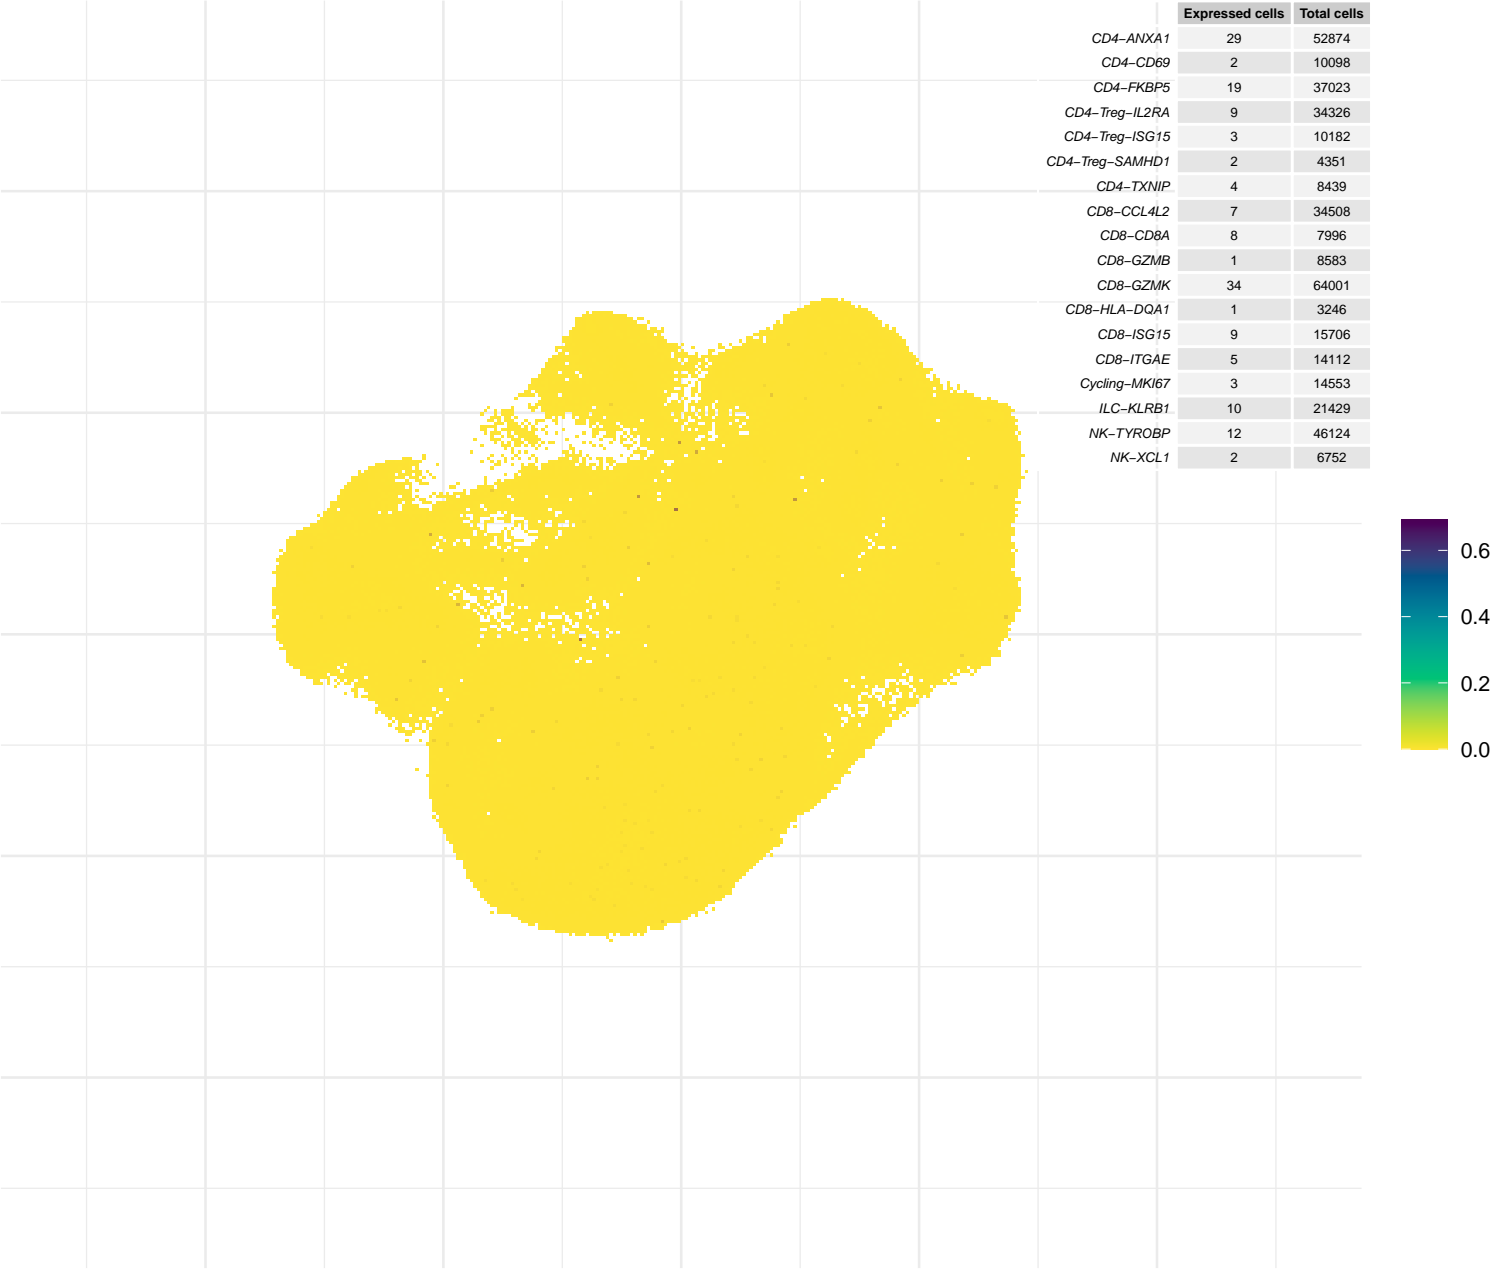 Expressed cells Total cells
CD4−ANXA1 29 52874
CD4−CD69 2 10098
CD4−FKBP5 19 37023
CD4−Treg−IL2RA 9 34326
CD4−Treg−ISG15 3 10182
CD4−Treg−SAMHD1 2 4351
CD4−TXNIP 4 8439
CD8−CCL4L2 7 34508
CD8−CD8A 8 7996
CD8−GZMB 1 8583
CD8−GZMK 34 64001
CD8−HLA−DQA1 1 3246
CD8−ISG15 9 15706
CD8−ITGAE 5 14112
Cycling−MKI67 3 14553
ILC−KLRB1 10 21429
NK−TYROBP 12 46124
NK−XCL1 2 6752
0.6
0.4
0.2
0.0